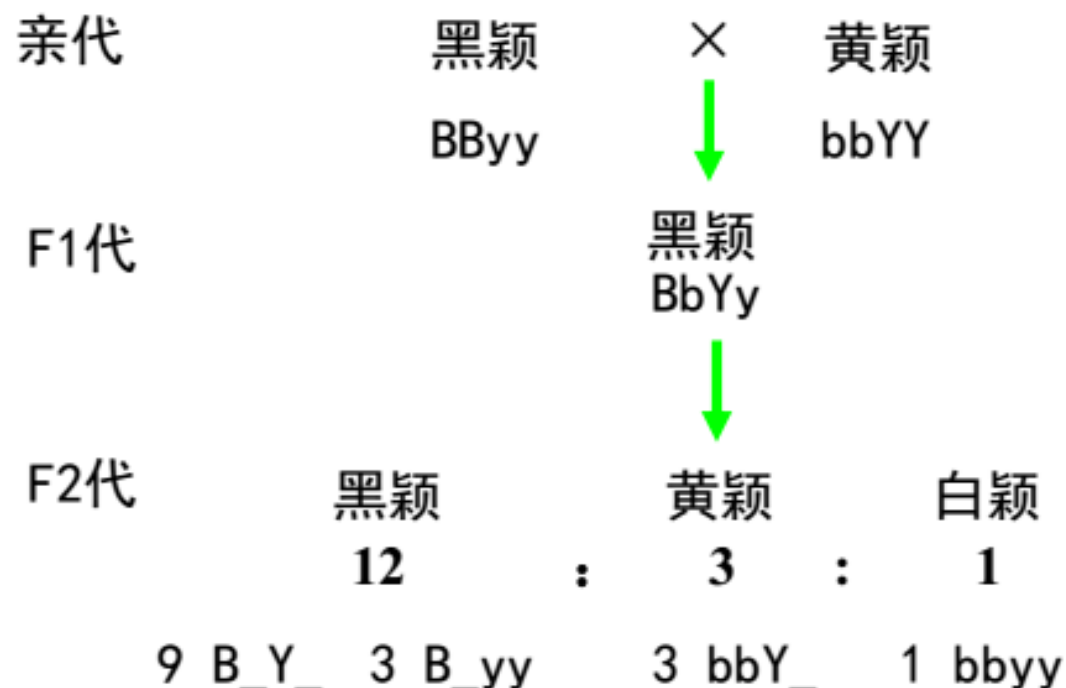 亲代 黑颖 × 黄颖
BByy bbYY
F1代 黑颖
BbYy
F2代 黑颖 黄颖 白颖
12 : 3 : 1
9 B_Y_ 3 B_yy 3 bbY_ 1 bbyy